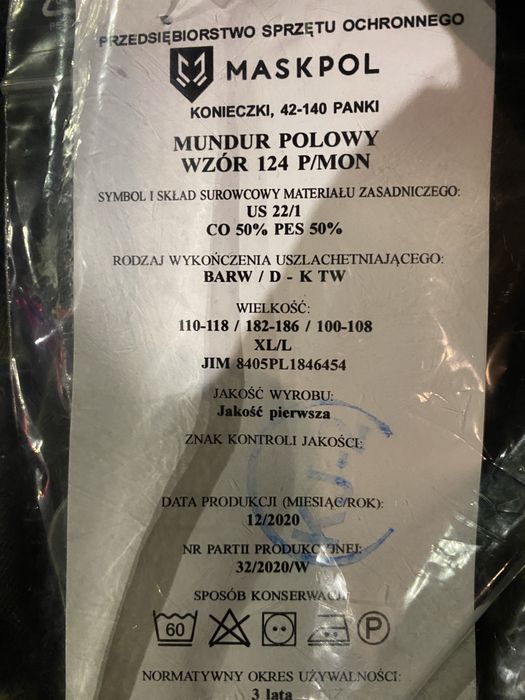 PRZEDSIĘBIORSTWO SPRZĘTU OCHRONNEGO
MASKPOL
KONIECZKI, 42-140 PANKI
MUNDUR POLOWY
WZÓR 124 P/MON
SYMBOL I SKŁAD SUROWCOWY MATERIAŁU ZASADNICZEGO:
US 22/1
CO 50% PES 50%
RODZAJ WYKOŃCZENIA USZLACHETNIAJĄCEGO:
BARW / D - K TW
WIELKOŚĆ:
110-118 / 182-186 / 100-108
XL/L
JIM 8405PL1846454
JAKOŚĆ WYROBU:
Jakość pierwsza
ZNAK KONTROLI JAKOŚCI:
DATA PRODUKCJI (MIESIĄC/ROK):
12/2020
NR PARTII PRODUKCYJNEJ:
32/2020/W
SPOSÓB KONSERWACJI
60 P
NORMATYWNY OKRES UŻYWALNOŚCI:
3 lata